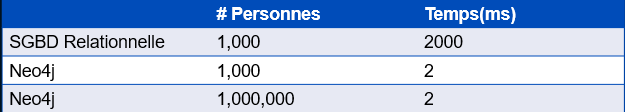 # Personnes Temps(ms)
SGBD Relationnelle 1,000 2000
Neo4j 1,000 2
Neo4j 1,000,000 2